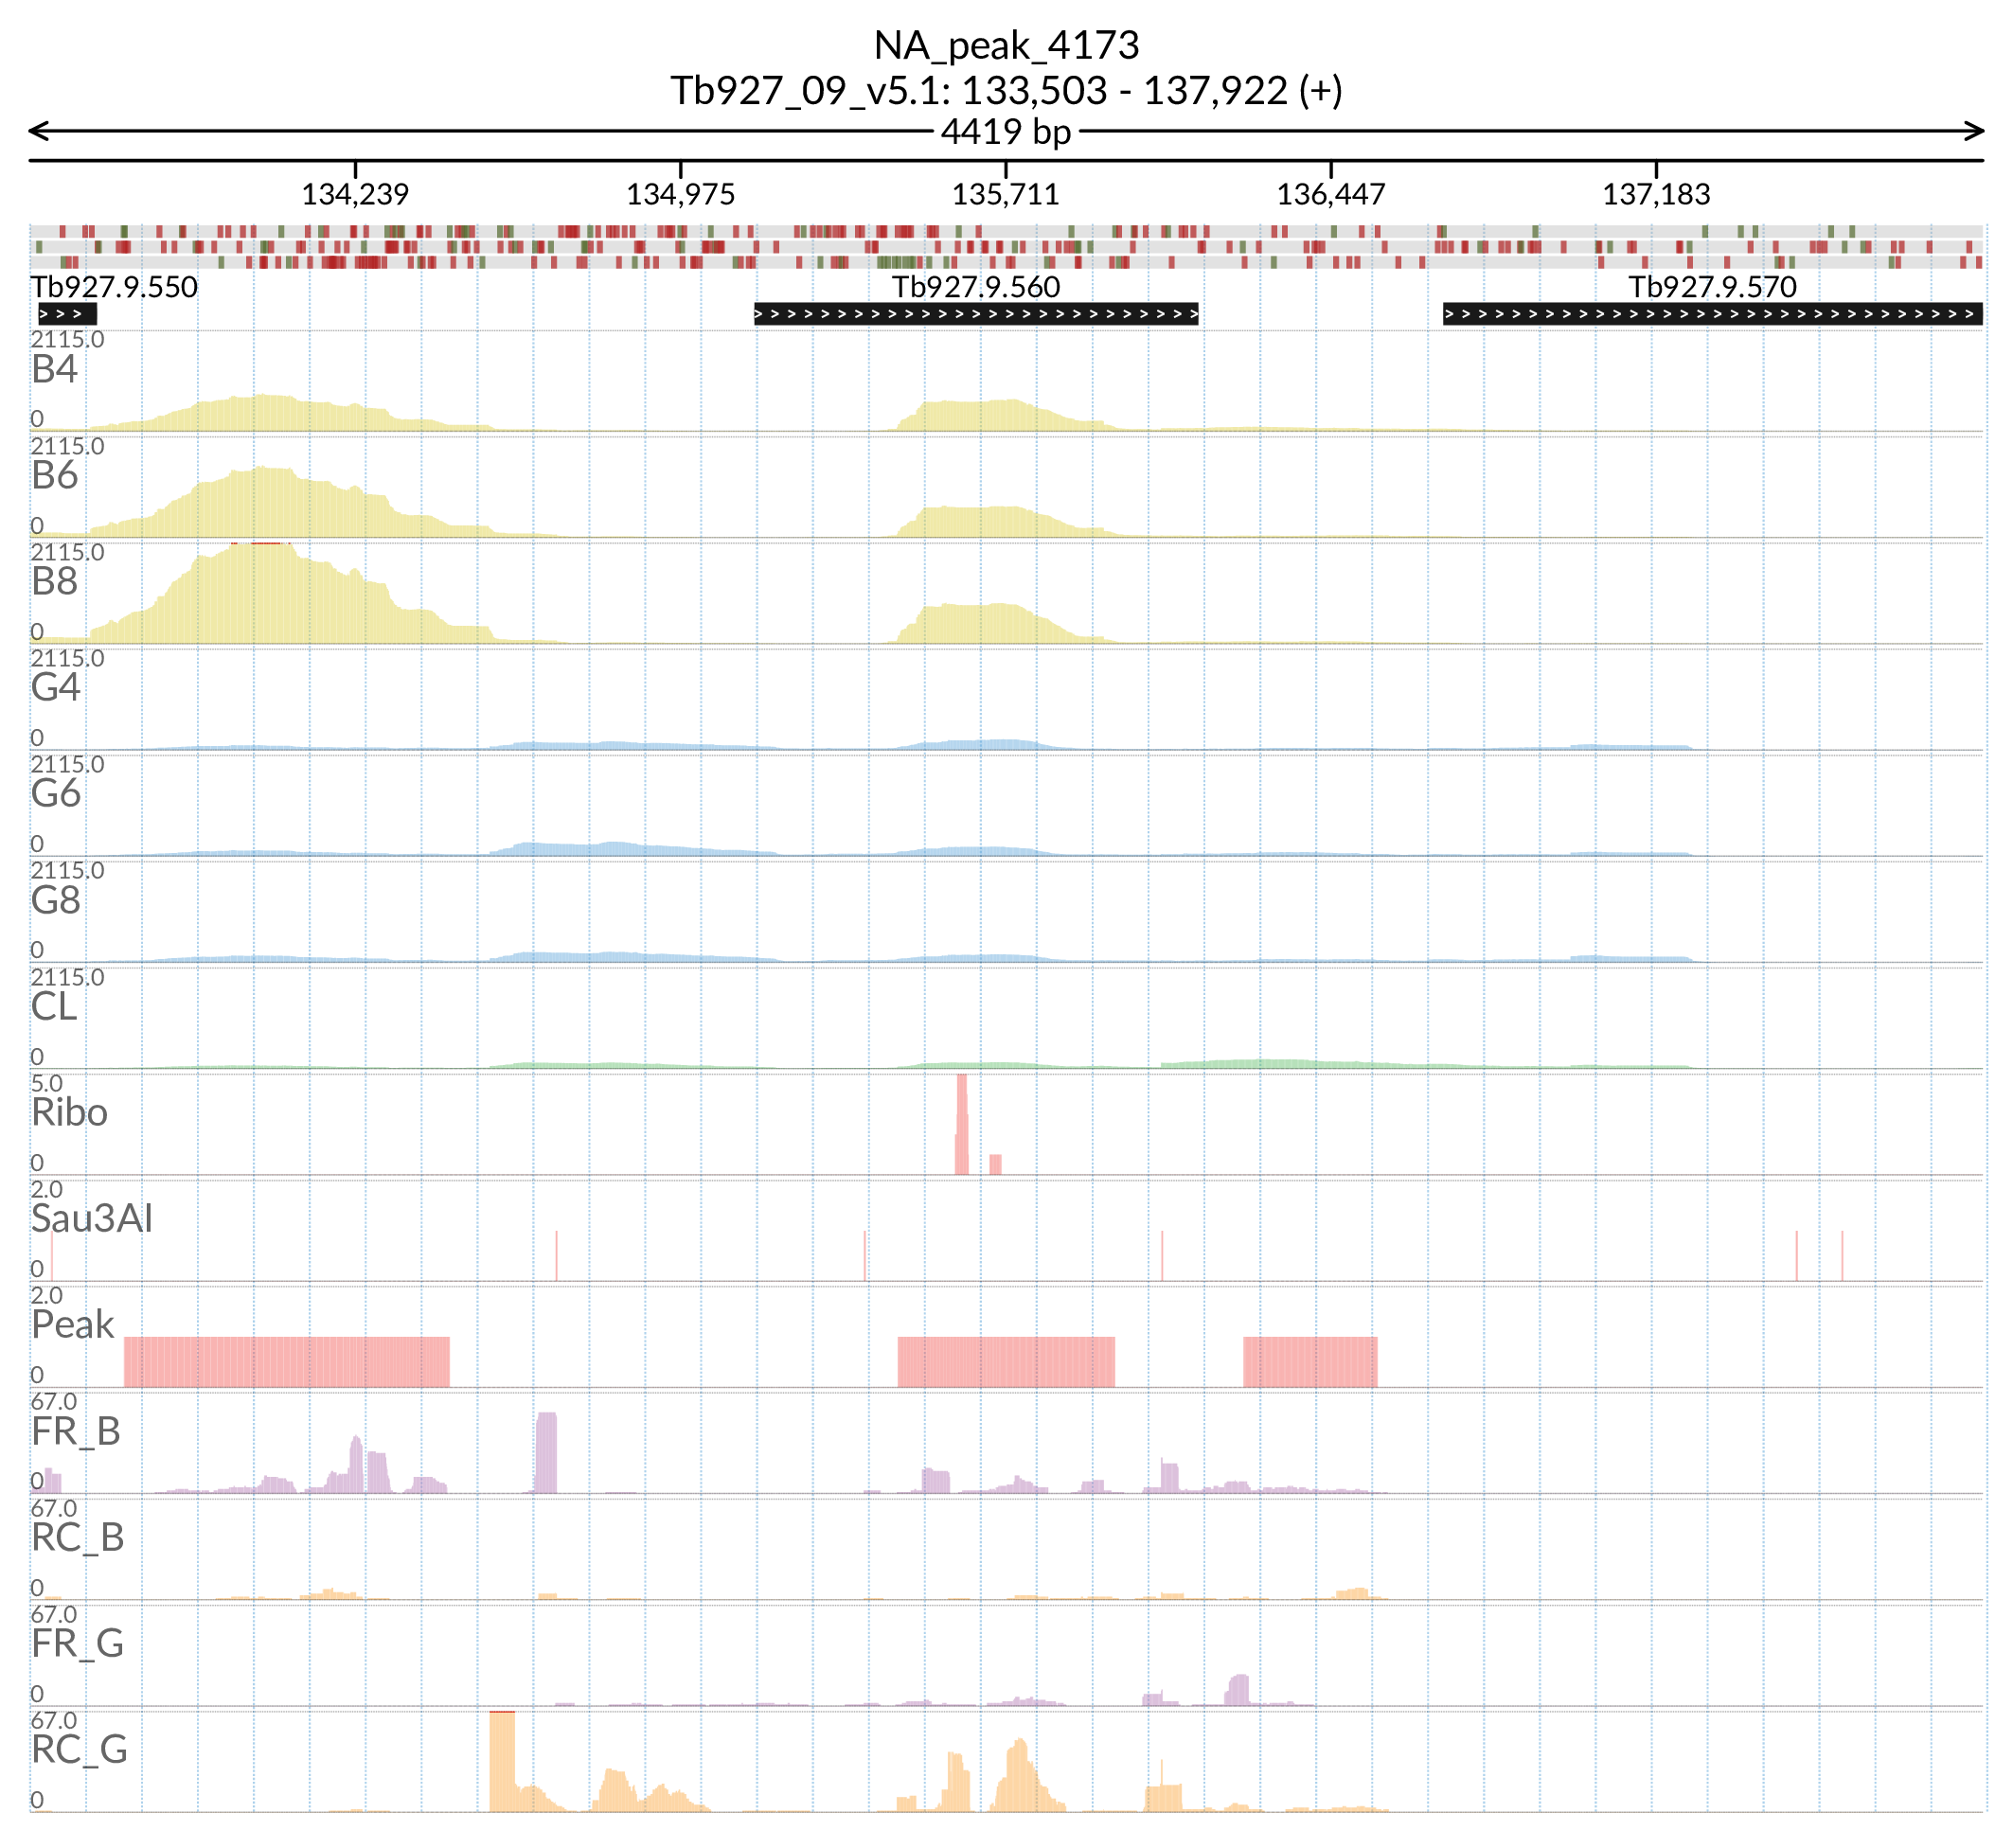 NA_peak_4173
Tb927_09_v5.1: 133,503 - 137,922 (+)
4419 bp
134,239 134,975 135,711 136,447 137,183
Tb927.9.550 Tb927.9.560 Tb927.9.570
2115.0
B4
0
2115.0
B6
0
2115.0
B8
0
2115.0
G4
0
2115.0
G6
0
2115.0
G8
0
2115.0
CL
0
5.0
Ribo
0
2.0
Sau3AI
0
2.0
Peak
0
67.0
FR_B
0
67.0
RC_B
0
67.0
FR_G
0
67.0
RC_G
0